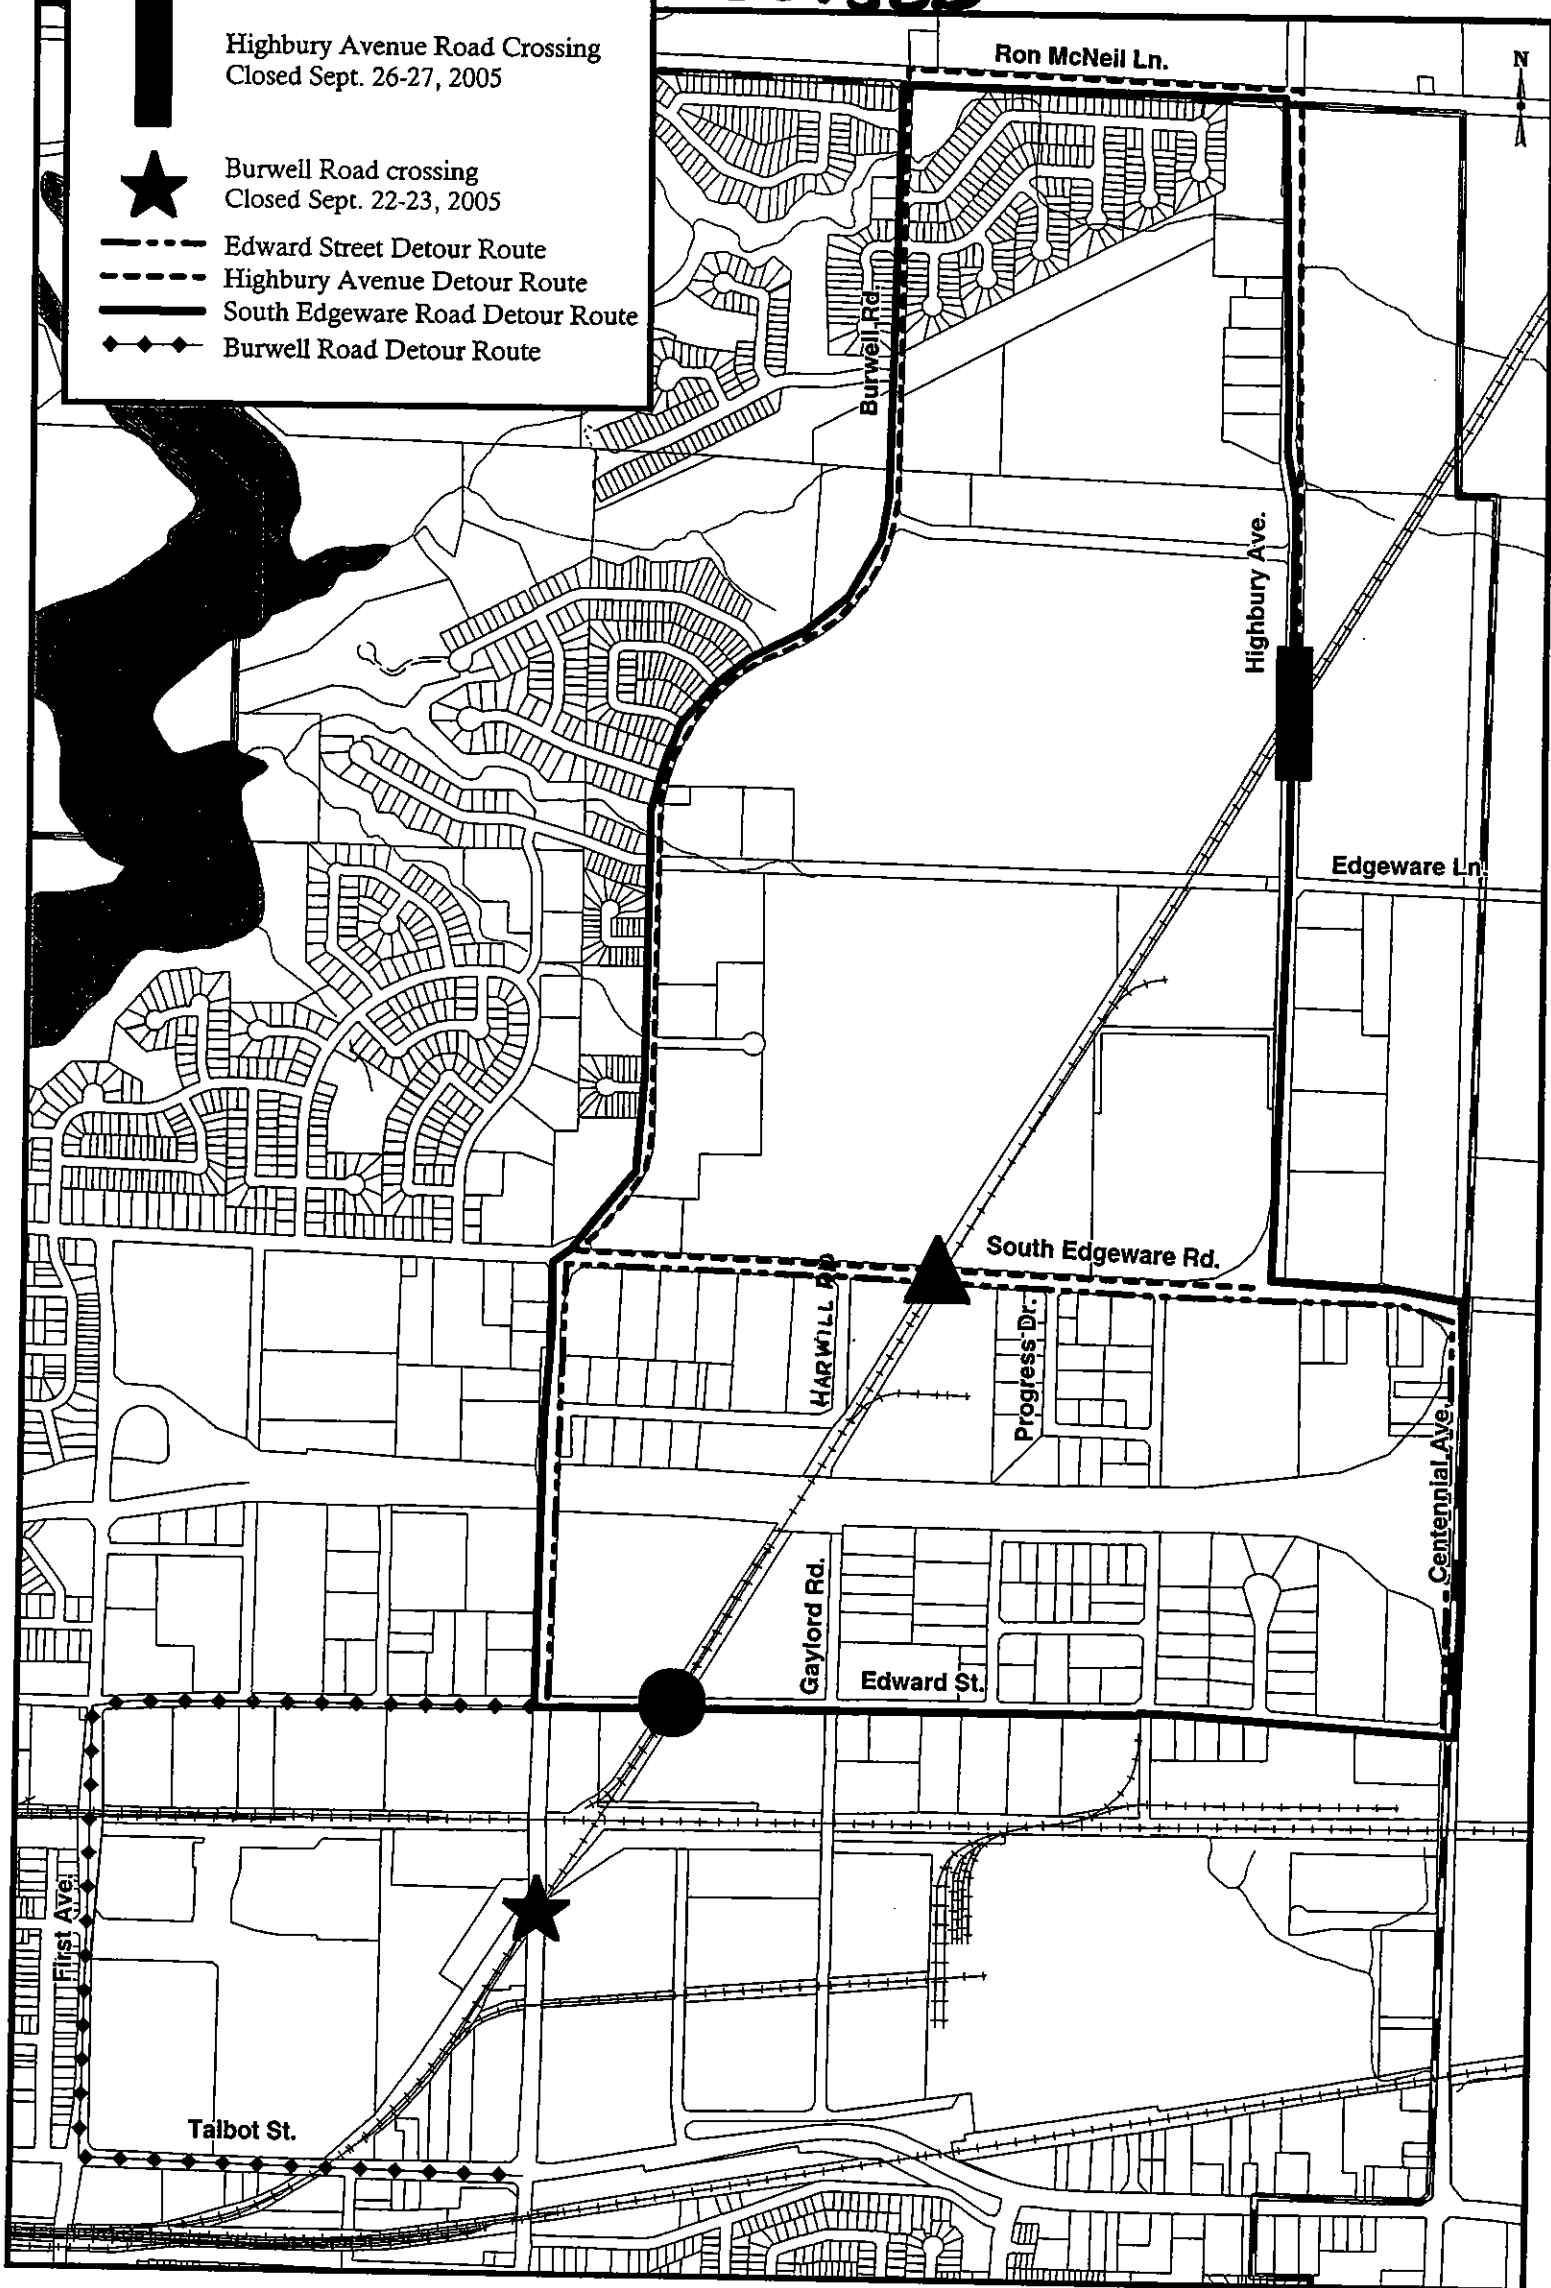 Highbury Avenue Road Crossing
Closed Sept. 26-27, 2005
Burwell Road crossing
Closed Sept. 22-23, 2005
Edward Street Detour Route
Highbury Avenue Detour Route
South Edgeware Road Detour Route
Burwell Road Detour Route
Ron McNeil Ln.
N
Burwell Rd.
Highbury Ave.
Edgeware Ln.
South Edgeware Rd.
HARWILL RD
Progress Dr.
Centennial Ave.
Gaylord Rd.
Edward St.
First Ave.
Talbot St.